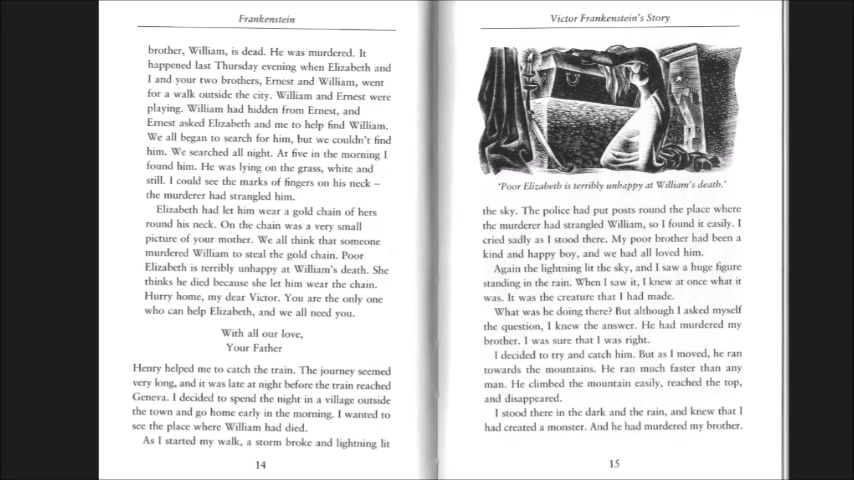 Frankenstein
brother, William, is dead. He was murdered. It
happened last Thursday evening when Elizabeth and
I and your two brothers, Ernest and William, went
for a walk outside the city. William and Ernest were
playing. William had hidden from Ernest, and
Ernest asked Elizabeth and me to help find William.
We all began to search for him, but we couldn't find
him. We searched all night. At five in the morning I
found him. He was lying on the grass, white and
still. I could see the marks of fingers on his neck –
the murderer had strangled him.
Elizabeth had let him wear a gold chain of hers
round his neck. On the chain was a very small
picture of your mother. We all think that someone
murdered William to steal the gold chain. Poor
Elizabeth is terribly unhappy at William's death. She
thinks he died because she let him wear the chain.
Hurry home, my dear Victor. You are the only one
who can help Elizabeth, and we all need you.
With all our love,
Your Father
Henry helped me to catch the train. The journey seemed
very long, and it was late at night before the train reached
Geneva. I decided to spend the night in a village outside
the town and go home early in the morning. I wanted to
see the place where William had died.
As I started my walk, a storm broke and lightning lit
14
Victor Frankenstein's Story
'Poor Elizabeth is terribly unhappy at William's death.'
the sky. The police had put posts round the place where
the murderer had strangled William, so I found it easily. I
cried sadly as I stood there. My poor brother had been a
kind and happy boy, and we had all loved him.
Again the lightning lit the sky, and I saw a huge figure
standing in the rain. When I saw it, I knew at once what it
was. It was the creature that I had made.
What was he doing there? But although I asked myself
the question, I knew the answer. He had murdered my
brother. I was sure that I was right.
I decided to try and catch him. But as I moved, he ran
towards the mountains. He ran much faster than any
man. He climbed the mountain easily, reached the top,
and disappeared.
I stood there in the dark and the rain, and knew that I
had created a monster. And he had murdered my brother.
15